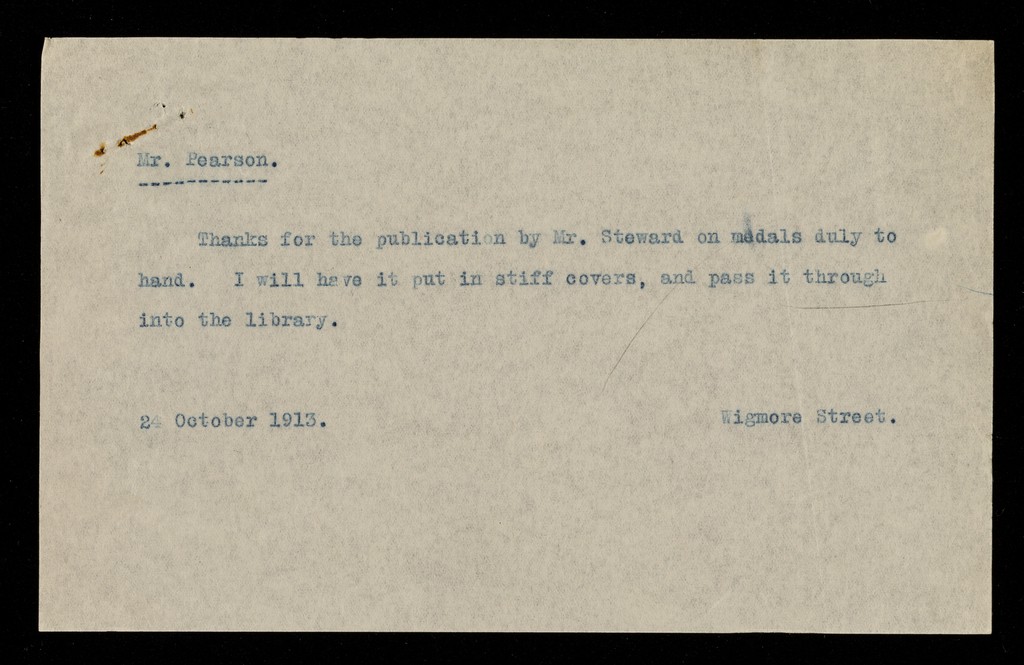 Mr. Pearson.
Thanks for the publication by Mr. Steward on medals duly to
hand. I will have it put in stiff covers, and pass it through
into the library.
24 October 1913.
Wigmore Street.